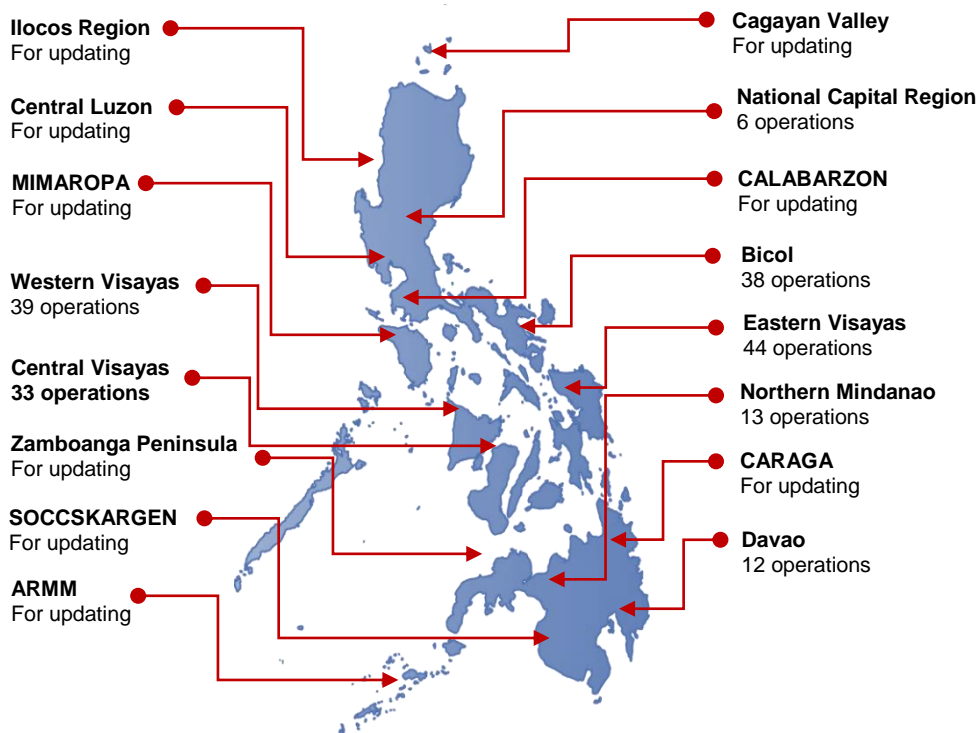 Ilocos Region
For updating
Central Luzon
For updating
MIMAROPA
For updating
Western Visayas
39 operations
Central Visayas
33 operations
Zamboanga Peninsula
For updating
SOCCSKARGEN
For updating
ARMM
For updating
Cagayan Valley
For updating
National Capital Region
6 operations
CALABARZON
For updating
Bicol
38 operations
Eastern Visayas
44 operations
Northern Mindanao
13 operations
CARAGA
For updating
Davao
12 operations